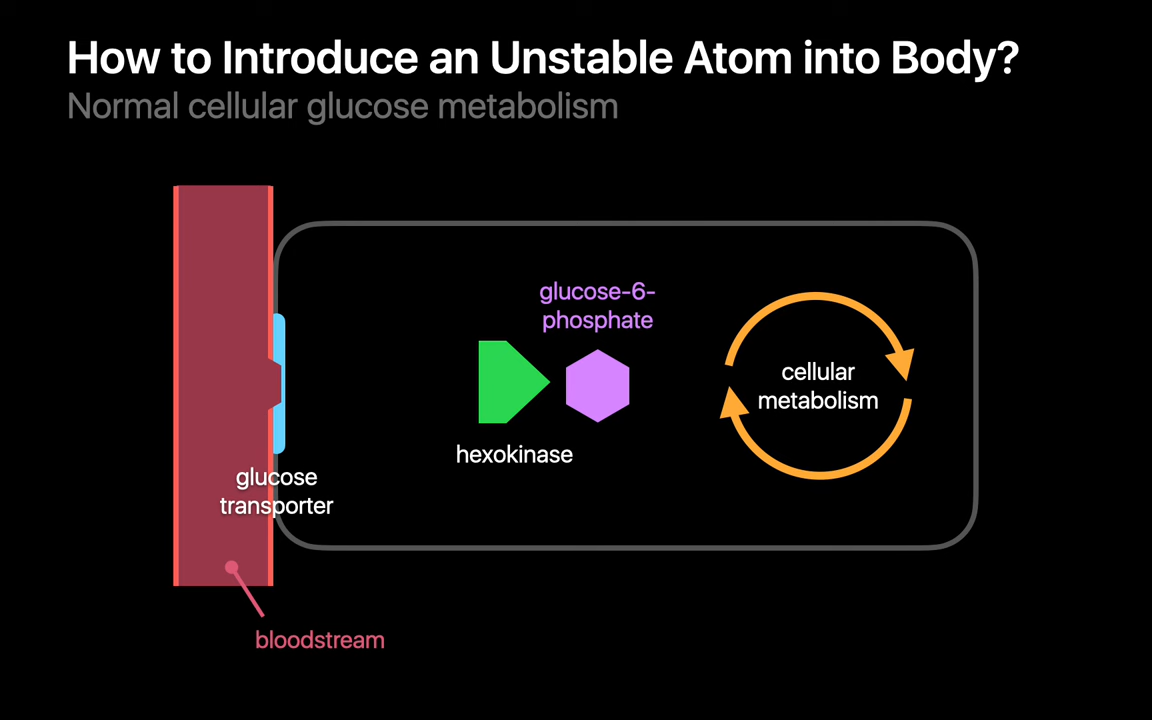 How to Introduce an Unstable Atom into Body?
Normal cellular glucose metabolism
glucose-6-
phosphate
cellular
metabolism
hexokinase
glucose
transporter
bloodstream